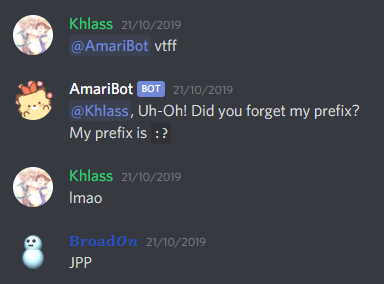 Khlass 21/10/2019
@AmariBot vtff
AmariBot BOT 21/10/2019
@Khlass, Uh-Oh! Did you forget my prefix?
My prefix is :?
Khlass 21/10/2019
lmao
BroadOn 21/10/2019
JPP